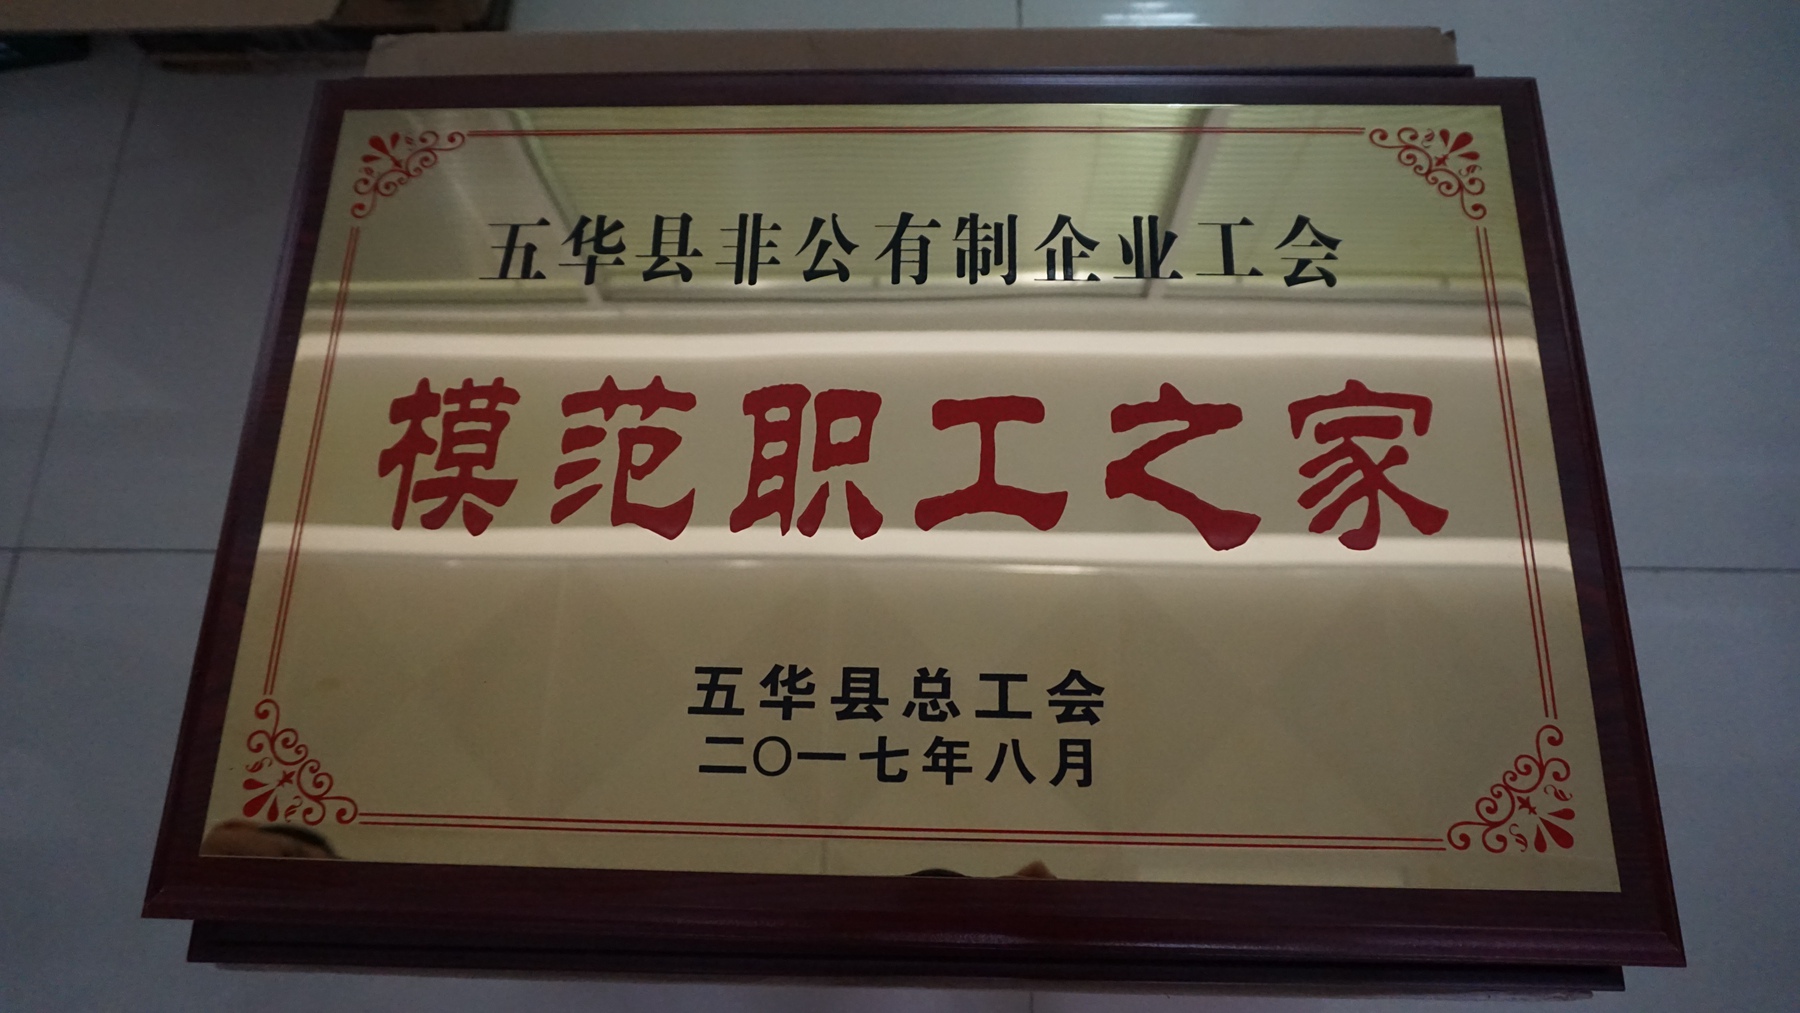 五华县非公有制企业工会
模范职工之家
五华县总工会
二〇一七年八月